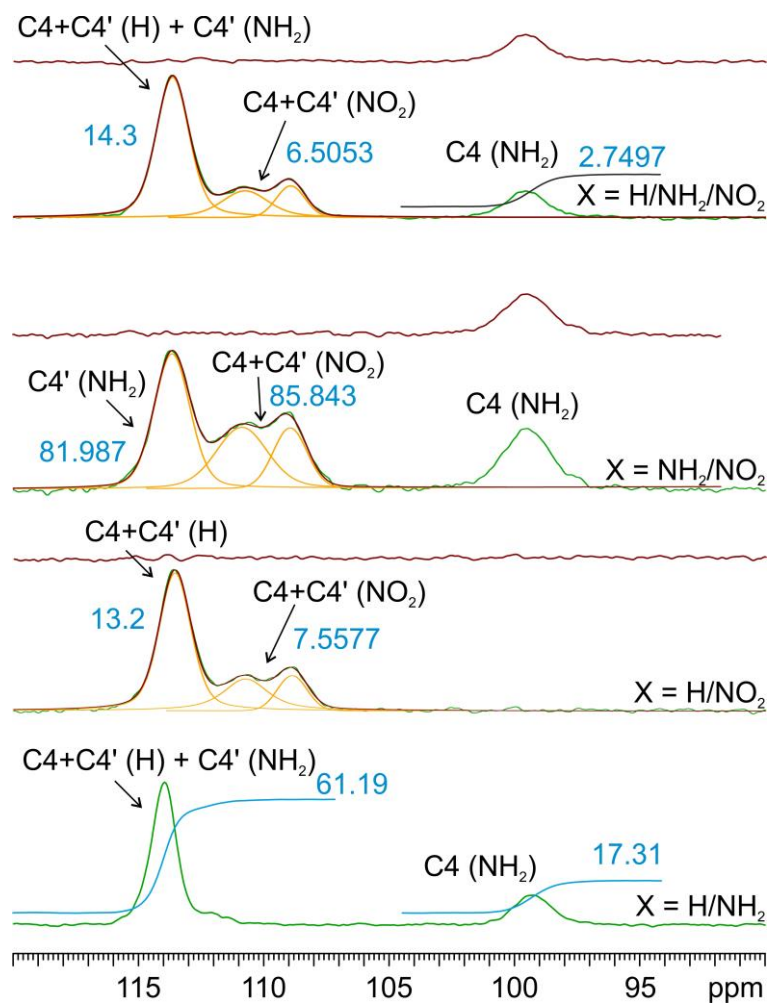 C4+C4' (H) + C4' (NH₂)
C4+C4' (NO₂)
14.3
6.5053
C4 (NH₂)
2.7497
X = H/NH₂/NO₂
C4' (NH₂)
C4+C4' (NO₂)
85.843
C4 (NH₂)
81.987
X = NH₂/NO₂
C4+C4' (H)
C4+C4' (NO₂)
13.2
7.5577
X = H/NO₂
C4+C4' (H) + C4' (NH₂)
61.19
C4 (NH₂)
17.31
X = H/NH₂
115 110 105 100 95 ppm